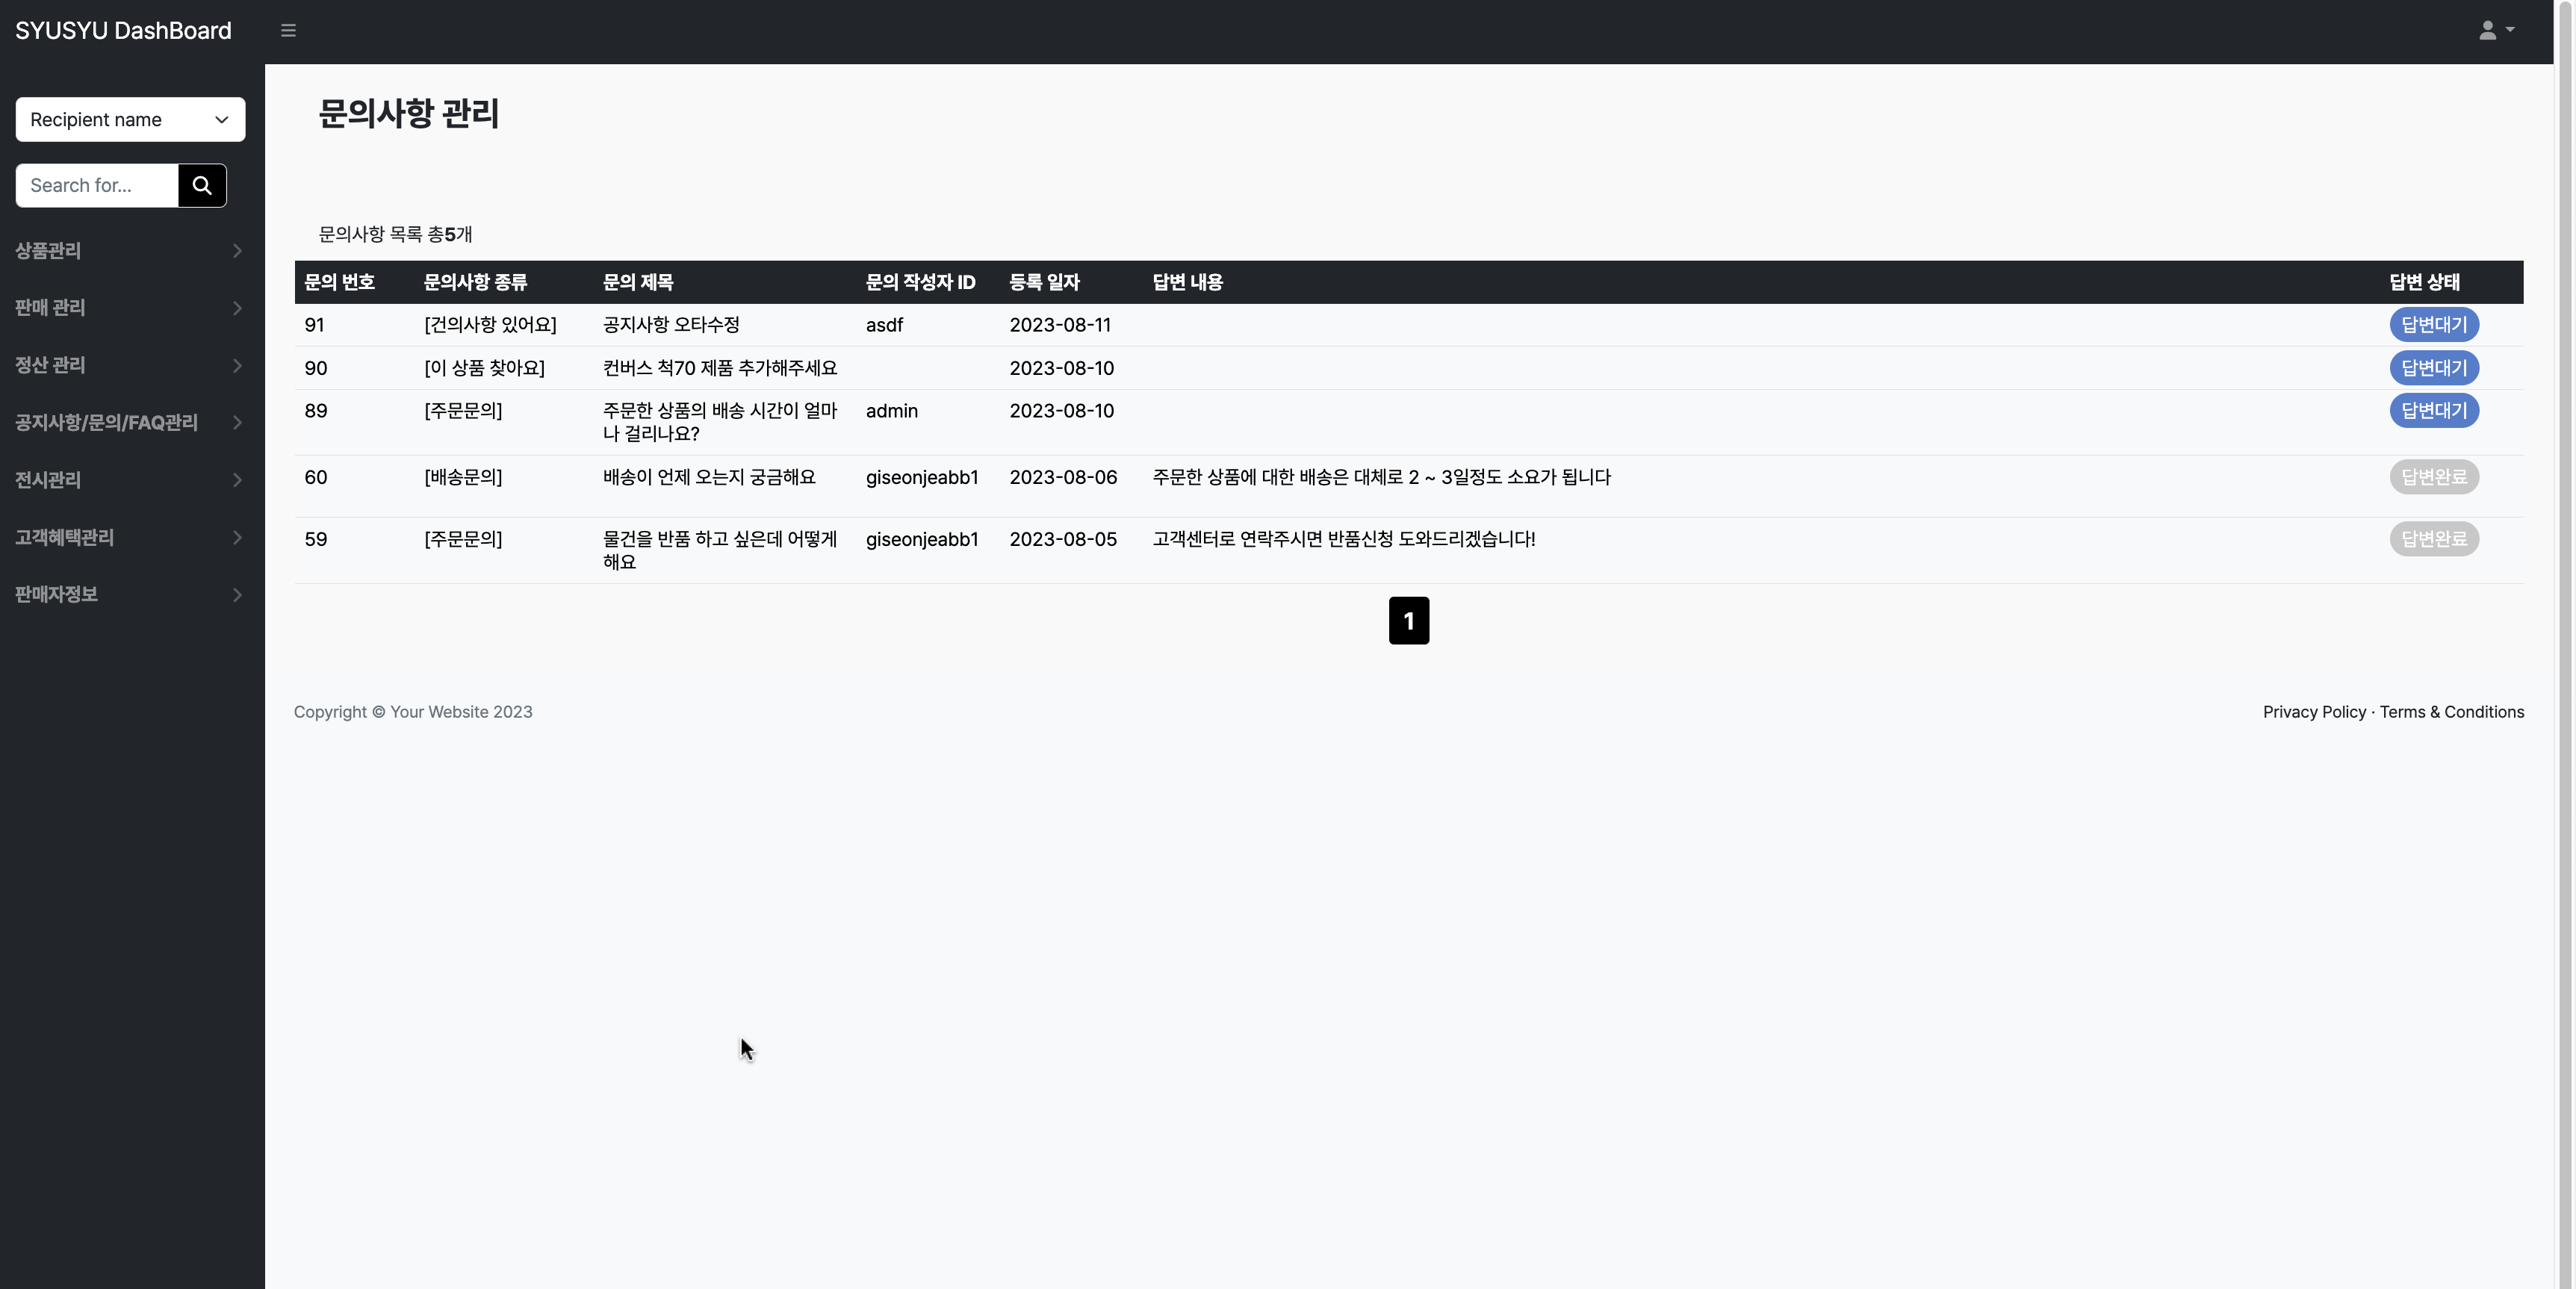 SYUSYU DashBoard
Recipient name
Search for...
상품관리
판매 관리
정산 관리
공지사항/문의/FAQ관리
전시관리
고객혜택관리
판매자정보
문의사항 관리
문의사항 목록 총5개
문의 번호 문의사항 종류 문의 제목 문의 작성자 ID 등록 일자 답변 내용 답변 상태
91 [건의사항 있어요] 공지사항 오타수정 asdf 2023-08-11 답변대기
90 [이 상품 찾아요] 컨버스 척70 제품 추가해주세요 2023-08-10 답변대기
89 [주문문의] 주문한 상품의 배송 시간이 얼마 admin 2023-08-10 답변대기
나 걸리나요?
60 [배송문의] 배송이 언제 오는지 궁금해요 giseonjeabb1 2023-08-06 주문한 상품에 대한 배송은 대체로 2 ~ 3일정도 소요가 됩니다 답변완료
59 [주문문의] 물건을 반품 하고 싶은데 어떻게 giseonjeabb1 2023-08-05 고객센터로 연락주시면 반품신청 도와드리겠습니다! 답변완료
해요
1
Copyright © Your Website 2023
Privacy Policy · Terms & Conditions